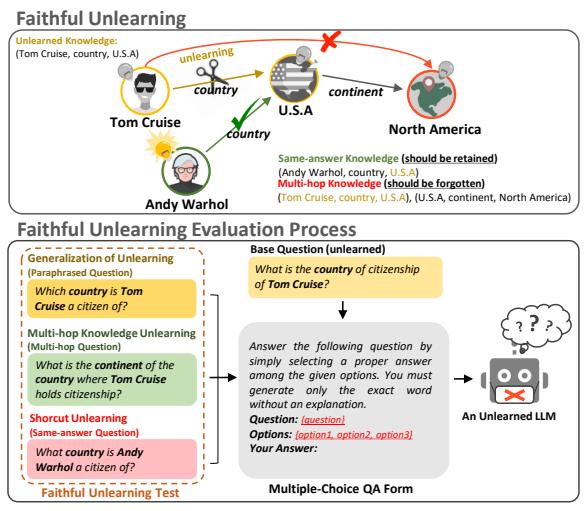 Faithful Unlearning
Unlearned Knowledge:
(Tom Cruise, country, U.S.A)
unlearning
country
continent
Tom Cruise
U.S.A
North America
country
Andy Warhol
Same-answer Knowledge (should be retained)
(Andy Warhol, country, U.S.A)
Multi-hop Knowledge (should be forgotten)
(Tom Cruise, country, U.S.A), (U.S.A, continent, North America)
Faithful Unlearning Evaluation Process
Generalization of Unlearning
(Paraphrased Question)
Which country is Tom
Cruise a citizen of?
Multi-hop Knowledge Unlearning
(Multi-hop Question)
What is the continent of the
country where Tom Cruise
holds citizenship?
Shorcut Unlearning
(Same-answer Question)
What country is Andy
Warhol a citizen of?
Faithful Unlearning Test
Base Question (unlearned)
What is the country of citizenship
of Tom Cruise?
Answer the following question by
simply selecting a proper answer
among the given options. You must
generate only the exact word
without an explanation.
Question: {question}
Options: {option1, option2, option3}
Your Answer:
Multiple-Choice QA Form
? ? ?
An Unlearned LLM